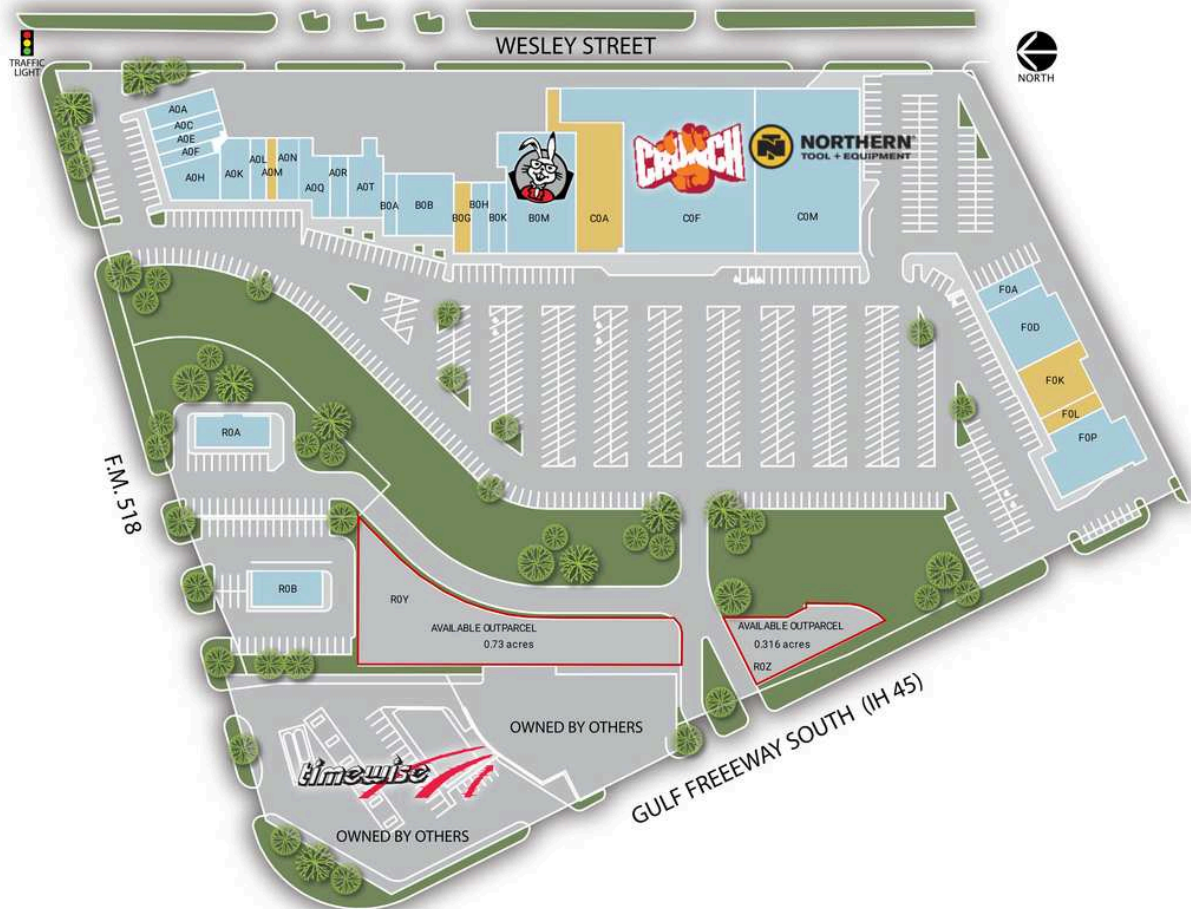 WESLEY STREET
TRAFFIC
LIGHT
NORTH
A0A
A0C
A0E
A0F
A0H
A0K
A0L
A0M
A0N
A0Q
A0R
A0T
B0A
B0B
B0G
B0H
B0K
B0M
C0A
CRUNCH
C0F
NORTHERN
TOOL + EQUIPMENT
C0M
F0A
F0D
F0K
F0L
F0P
R0A
F.M. 518
R0B
R0Y
AVAILABLE OUTPARCEL
0.73 acres
AVAILABLE OUTPARCEL
0.316 acres
R0Z
OWNED BY OTHERS
GULF FREEEWAY SOUTH (IH 45)
timewise
OWNED BY OTHERS